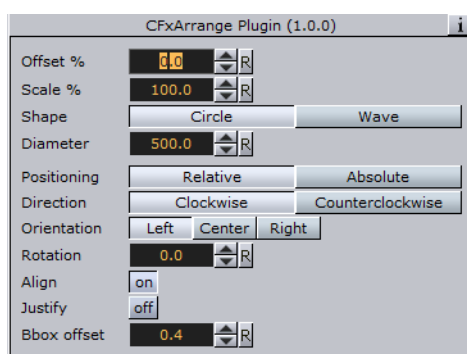 CFxArrange Plugin (1.0.0) i
Offset % 0.0 R
Scale % 100.0 R
Shape Circle Wave
Diameter 500.0 R
Positioning Relative Absolute
Direction Clockwise Counterclockwise
Orientation Left Center Right
Rotation 0.0 R
Align on
Justify off
Bbox offset 0.4 R